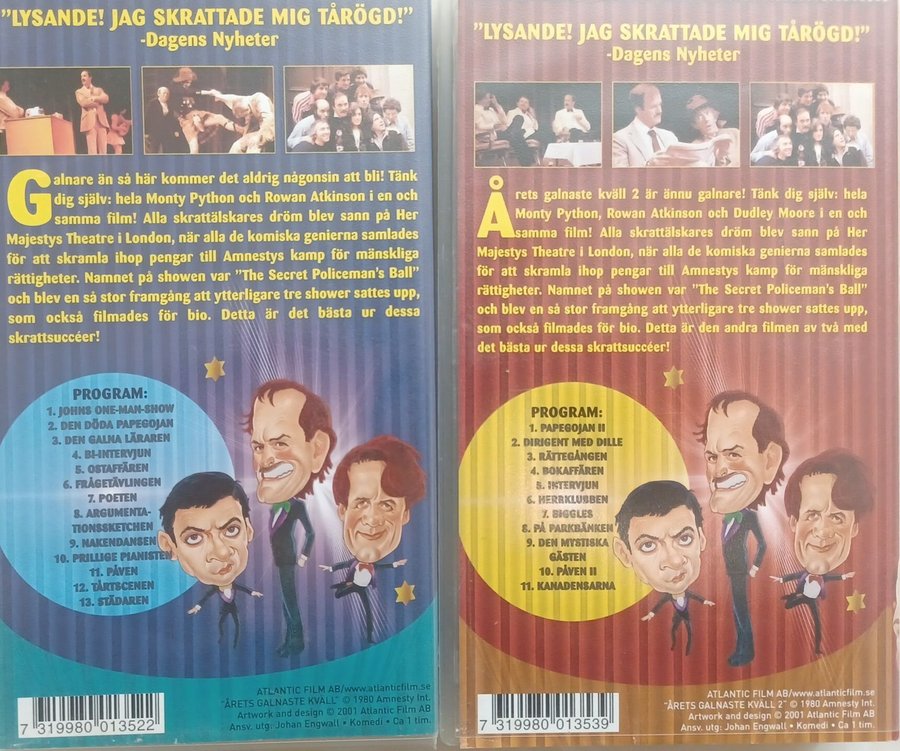 "LYSANDE! JAG SKRATTADE MIG TÅRÖGD!"
-Dagens Nyheter
Galnare än så här kommer det aldrig någonsin att bli! Tänk
dig själv: hela Monty Python och Rowan Atkinson i en och
samma film! Alla skrattälskares dröm blev sann på Her
Majestys Theatre i London, när alla de komiska genierna samlades
för att skramla ihop pengar till Amnestys kamp för mänskliga
rättigheter. Namnet på showen var "The Secret Policeman's Ball"
och blev en så stor framgång att ytterligare tre shower sattes upp,
som också filmades för bio. Detta är det bästa ur dessa
skrattsuccéer!
PROGRAM:
1. JOHNS ONE-MAN-SHOW
2. DEN DÖDA PAPEGOJAN
3. DEN GALNA LÄRAREN
4. BI-INTERVJUN
5. OSTAFFÄREN
6. FRÅGETÄVLINGEN
7. POETEN
8. ARGUMENTA-
TIONSSKETCHEN
9. NAKENDANSEN
10. PRILLIGE PIANISTEN
11. PÅVEN
12. TÅRTSCENEN
13. STÄDAREN
7 319980 013522
ATLANTIC FILM AB/www.atlanticfilm.se
"ÅRETS GALNASTE KVÄLL" © 1980 Amnesty Int.
Artwork and design © 2001 Atlantic Film AB
Ansv. utg: Johan Engwall • Komedi • Ca 1 tim.
"LYSANDE! JAG SKRATTADE MIG TÅRÖGD!"
-Dagens Nyheter
Årets galnaste kväll 2 är ännu galnare! Tänk dig själv: hela
Monty Python, Rowan Atkinson och Dudley Moore i en och
samma film! Alla skrattälskares dröm blev sann på Her
Majestys Theatre i London, när alla de komiska genierna samlades
för att skramla ihop pengar till Amnestys kamp för mänskliga
rättigheter. Namnet på showen var "The Secret Policeman's Ball"
och blev en så stor framgång att ytterligare tre shower sattes upp,
som också filmades för bio. Detta är den andra filmen av två med
det bästa ur dessa skrattsuccéer!
PROGRAM:
1. PAPEGOJAN II
2. DIRIGENT MED DILLE
3. RÄTTEGÅNGEN
4. BOKAFFÄREN
5. INTERVJUN
6. HERRKLUBBEN
7. BIGGLES
8. PÅ PARKBÄNKEN
9. DEN MYSTISKA
GÄSTEN
10. PÅVEN II
11. KANADENSARNA
7 319980 013539
ATLANTIC FILM AB/www.atlanticfilm.se
"ÅRETS GALNASTE KVÄLL 2" © 1980 Amnesty Int.
Artwork and design © 2001 Atlantic Film AB
Ansv. utg: Johan Engwall • Komedi • Ca 1 tim.